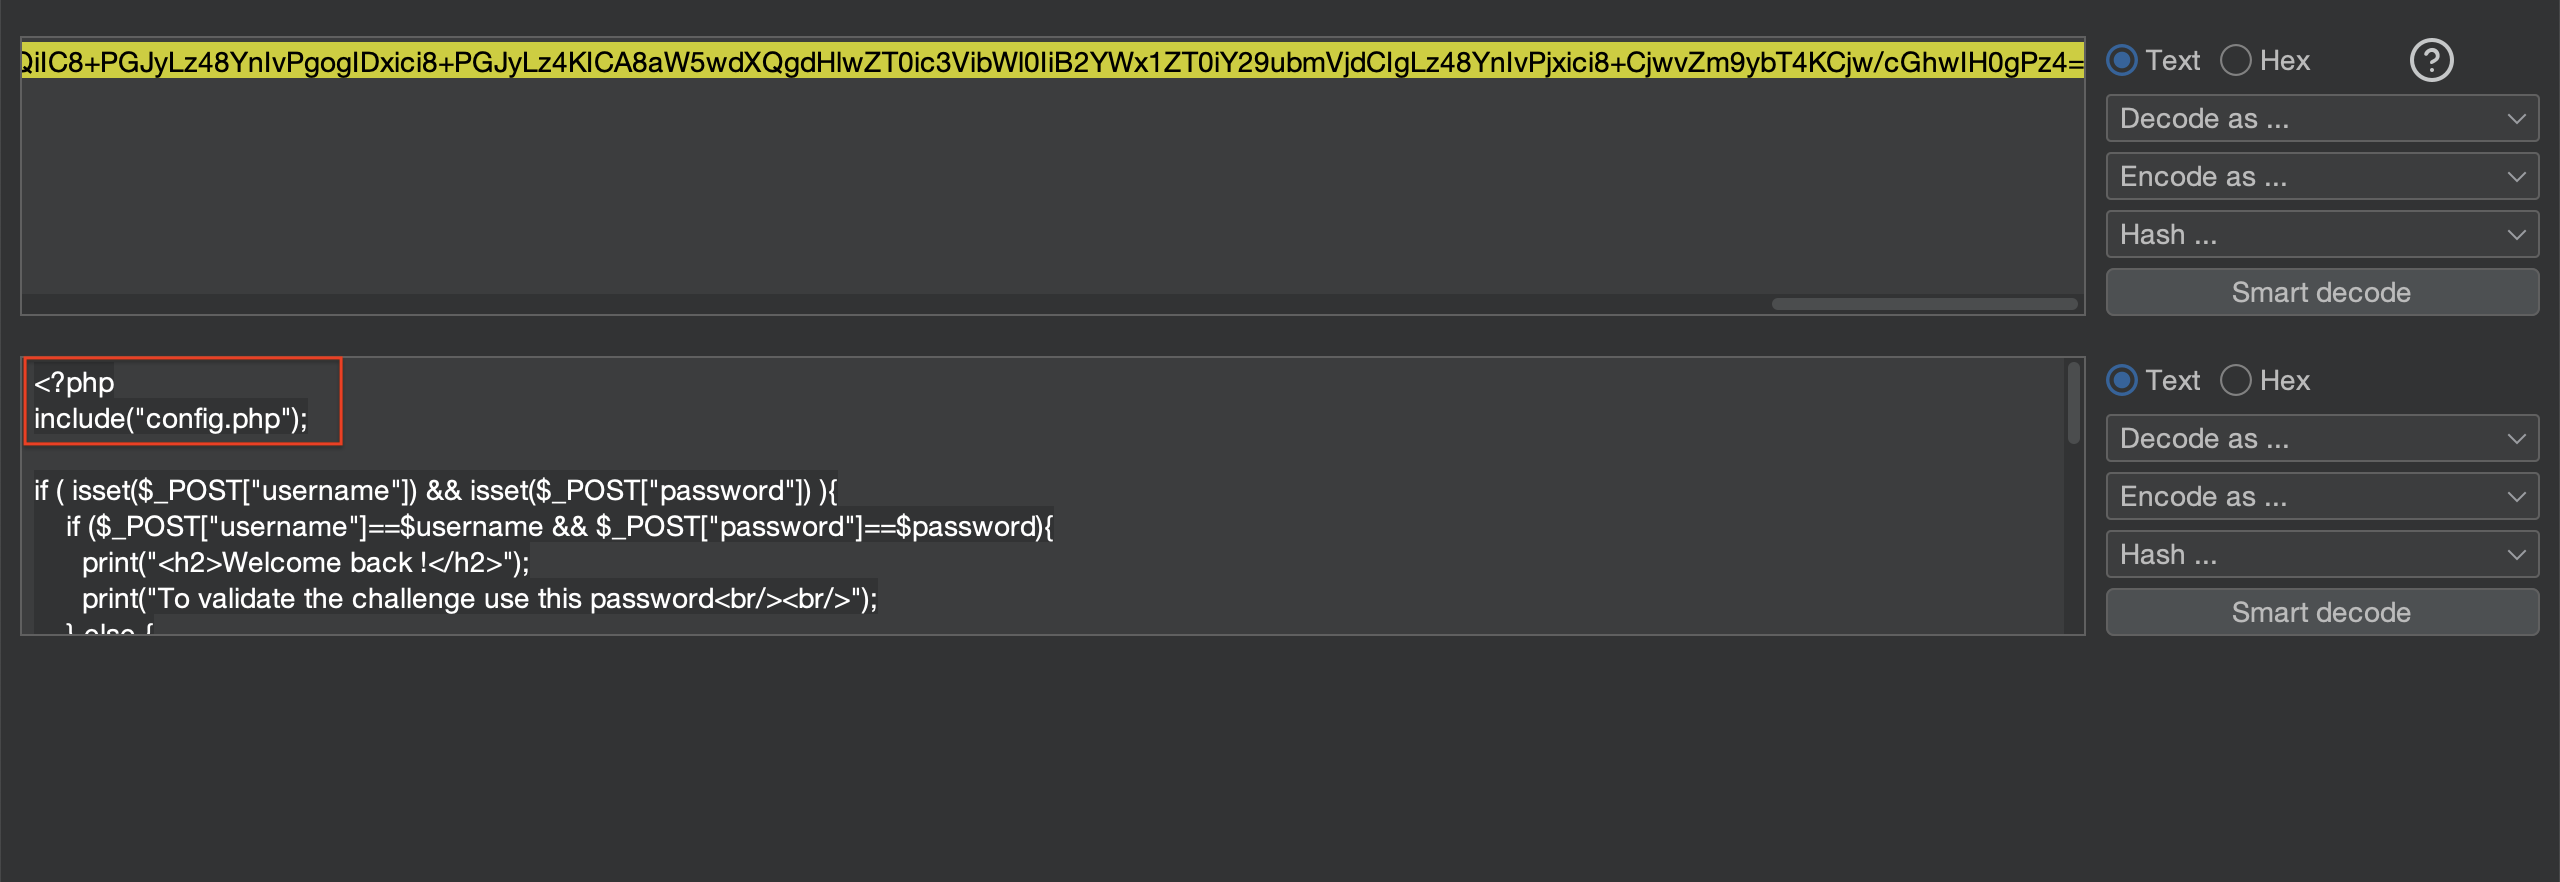 QiIC8+PGJyLz48YnIvPgogIDxici8+PGJyLz4KICA8aW5wdXQgdHlwZT0ic3VibWl0IiB2YWx1ZT0iY29ubmVjdCIgLz48YnIvPjxici8+CjwvZm9ybT4KCjw/cGhwIH0gPz4=
Text Hex ?
Decode as ...
Encode as ...
Hash ...
Smart decode
<?php
include("config.php");
if ( isset($_POST["username"]) && isset($_POST["password"]) ){
if ($_POST["username"]==$username && $_POST["password"]==$password){
print("<h2>Welcome back !</h2>");
print("To validate the challenge use this password<br/><br/>");
} else {
Text Hex
Decode as ...
Encode as ...
Hash ...
Smart decode